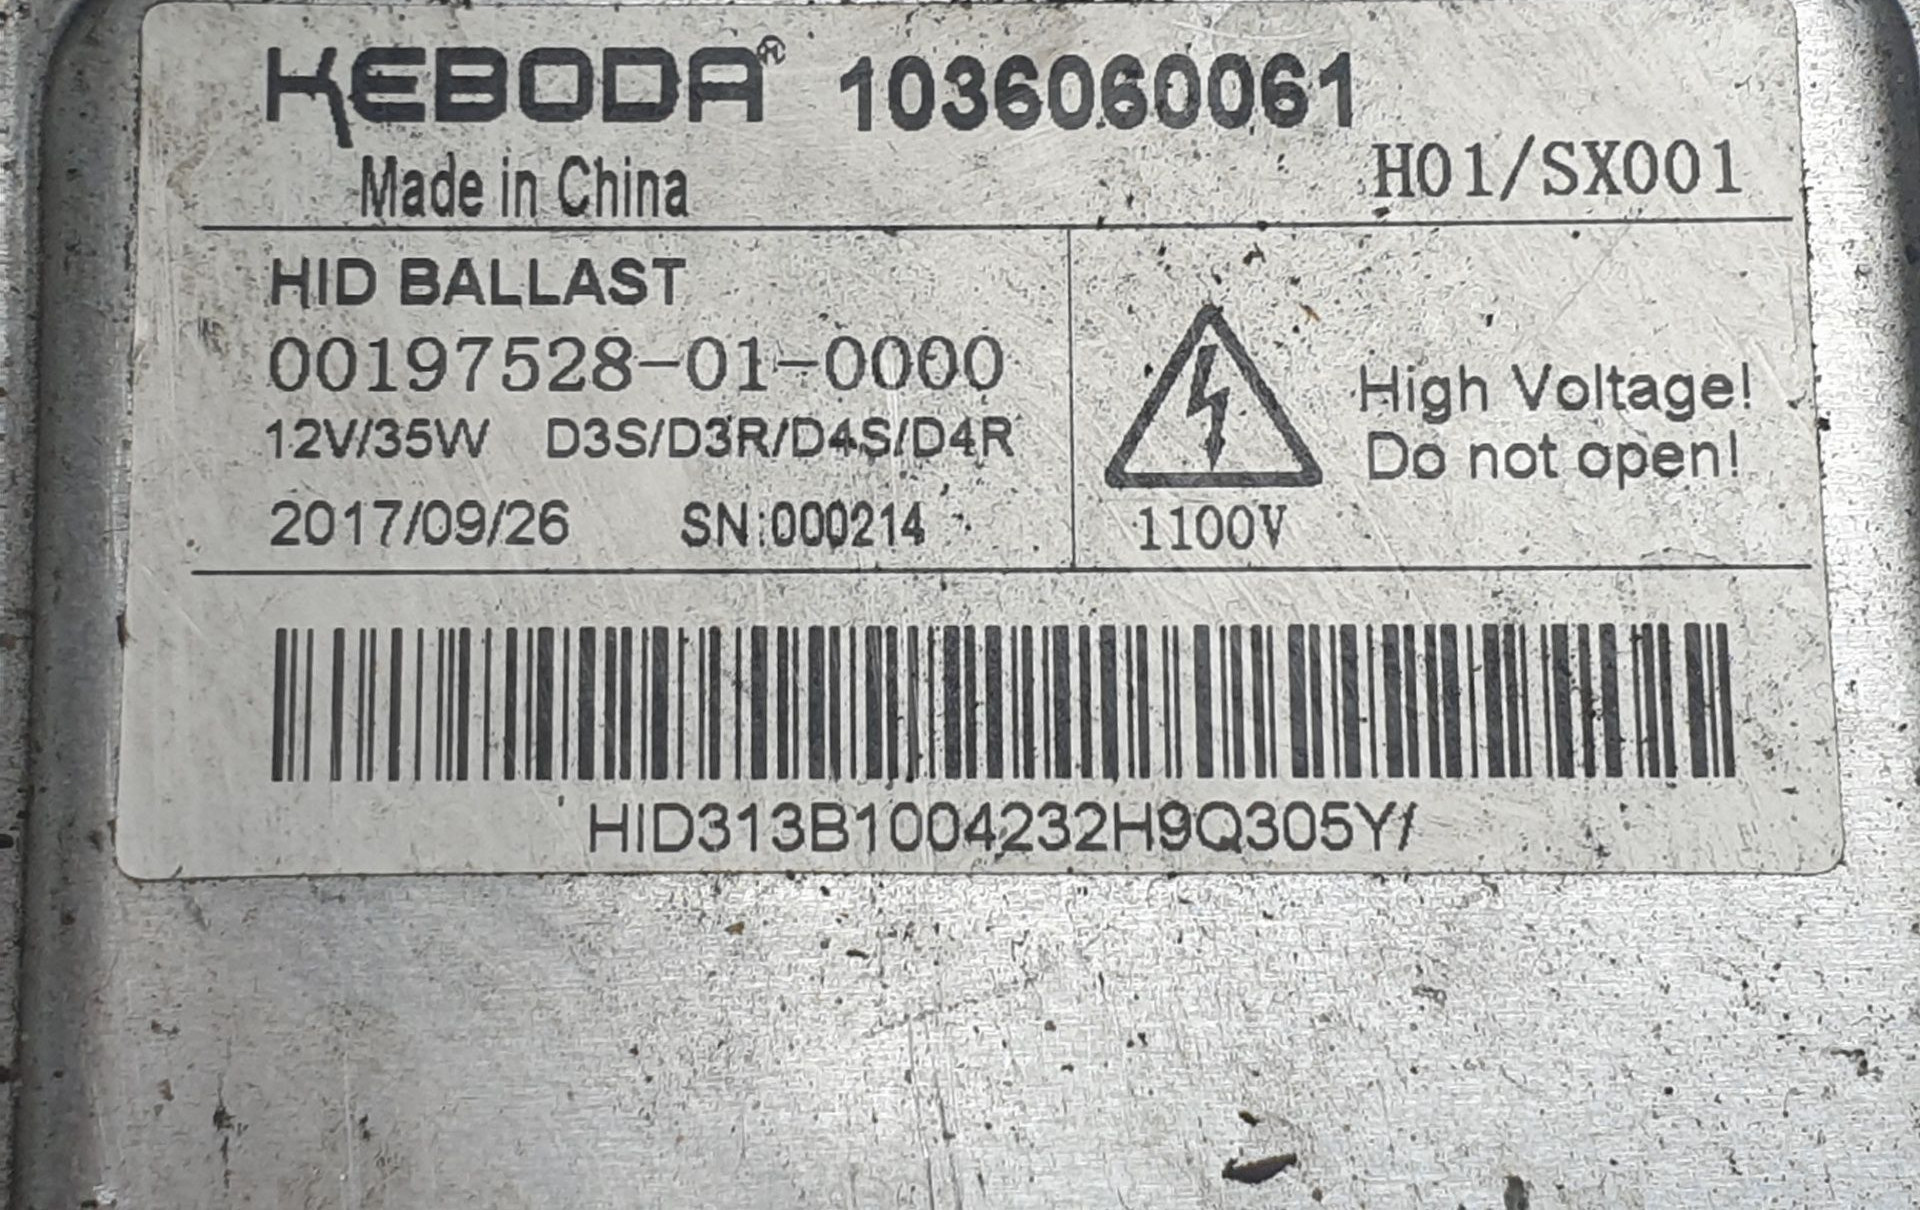 KEBODA® 1036060061
Made in China
H01/SX001
HID BALLAST
00197528-01-0000
12V/35W D3S/D3R/D4S/D4R
2017/09/26 SN:000214
1100V
High Voltage!
Do not open!
HID313B1004232H9Q305Y/